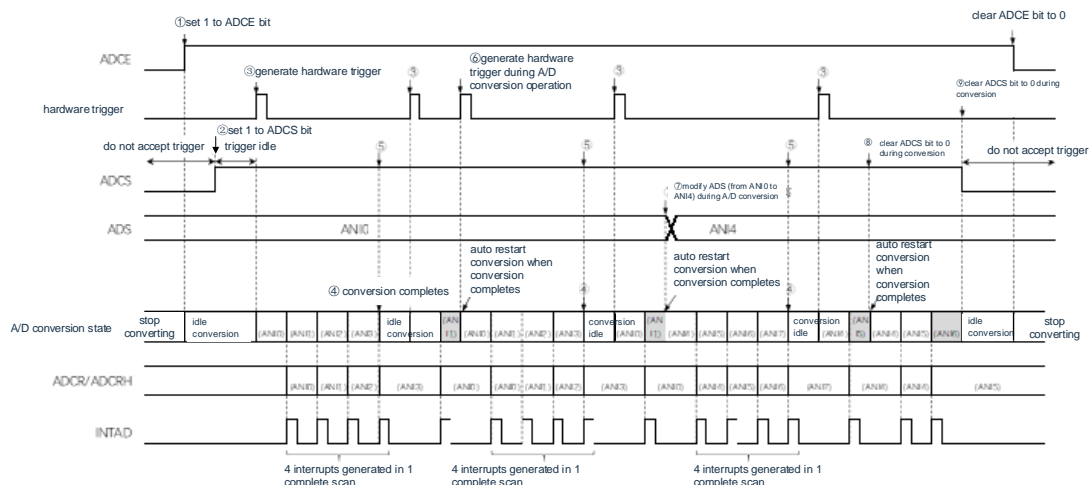 ①set 1 to ADCE bit
clear ADCE bit to 0
ADCE
③generate hardware trigger
③
⑥generate hardware
trigger during A/D
conversion operation
③
③
⑨clear ADCS bit to 0 during
conversion
hardware trigger
②set 1 to ADCS bit
do not accept trigger
trigger idle
⑤
⑤
⑤
⑧ clear ADCS bit to 0
during conversion
do not accept trigger
ADCS
⑦modify ADS (from ANI0 to
ANI4) during A/D conversion
ADS
ANI0
ANI4
auto restart
conversion when
conversion
completes
auto restart
conversion when
completes
auto restart
conversion
when
conversion
completes
④ conversion completes
④
④
A/D conversion state
stop
converting
idle
conversion
(ANI0)
(ANI1)
(ANI2)
(ANI3)
idle
conversion
(AN
I1)
(ANI0)
(ANI1)
(ANI2)
(ANI3)
conversion
idle
(ANI0)
(AN
I1)
(ANI4)
(ANI5)
(ANI6)
(ANI7)
conversion
idle
(ANI4)
(AN
I5)
(ANI4)
(ANI5)
(ANI6)
idle
conversion
stop
converting
ADCR/ADCRH
(ANI0)
(ANI1)
(ANI2)
(ANI3)
(ANI0)
(ANI0)
(ANI1)
(ANI2)
(ANI3)
(ANI0)
(ANI4)
(ANI5)
(ANI6)
(ANI7)
(ANI4)
(ANI4)
(ANI5)
INTAD
4 interrupts generated in 1
complete scan
4 interrupts generated in 1
complete scan
4 interrupts generated in 1
complete scan